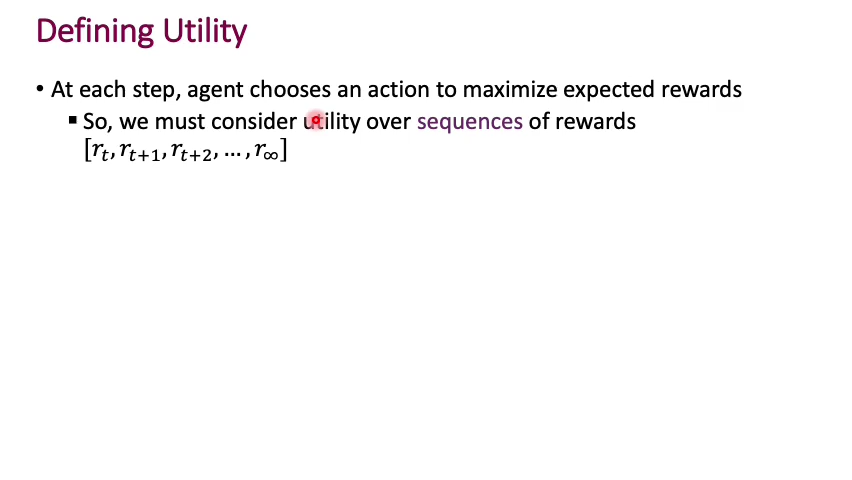 Defining Utility
• At each step, agent chooses an action to maximize expected rewards
▪ So, we must consider utility over sequences of rewards
[r_t, r_{t+1}, r_{t+2}, … , r_∞]